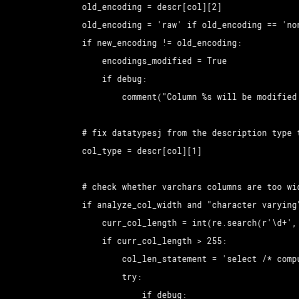 old_encoding = descr[col][2]
old_encoding = 'raw' if old_encoding == 'non
if new_encoding != old_encoding:
encodings_modified = True
if debug:
comment("Column %s will be modified
# fix datatypesj from the description type t
col_type = descr[col][1]
# check whether varchars columns are too wid
if analyze_col_width and "character varying"
curr_col_length = int(re.search(r'\d+',
if curr_col_length > 255:
col_len_statement = 'select /* compu
try:
if debug: